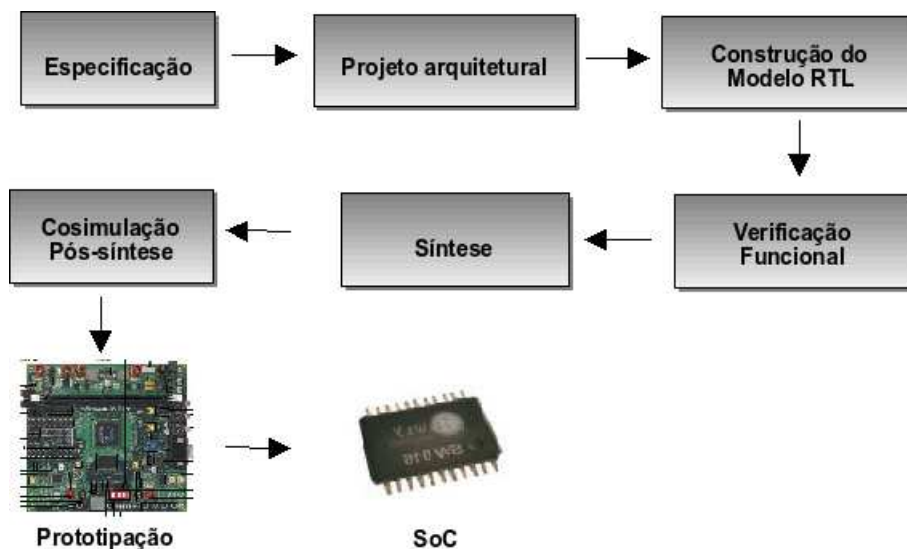 Especificação
Projeto arquitetural
Construção do
Modelo RTL
Cosimulação
Pós-síntese
Síntese
Verificação
Funcional
Prototipação
SoC